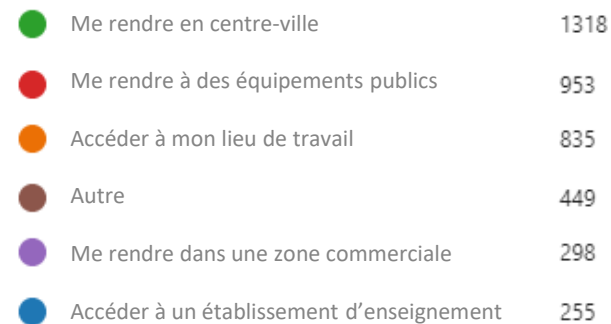 Me rendre en centre-ville 1318
Me rendre à des équipements publics 953
Accéder à mon lieu de travail 835
Autre 449
Me rendre dans une zone commerciale 298
Accéder à un établissement d’enseignement 255